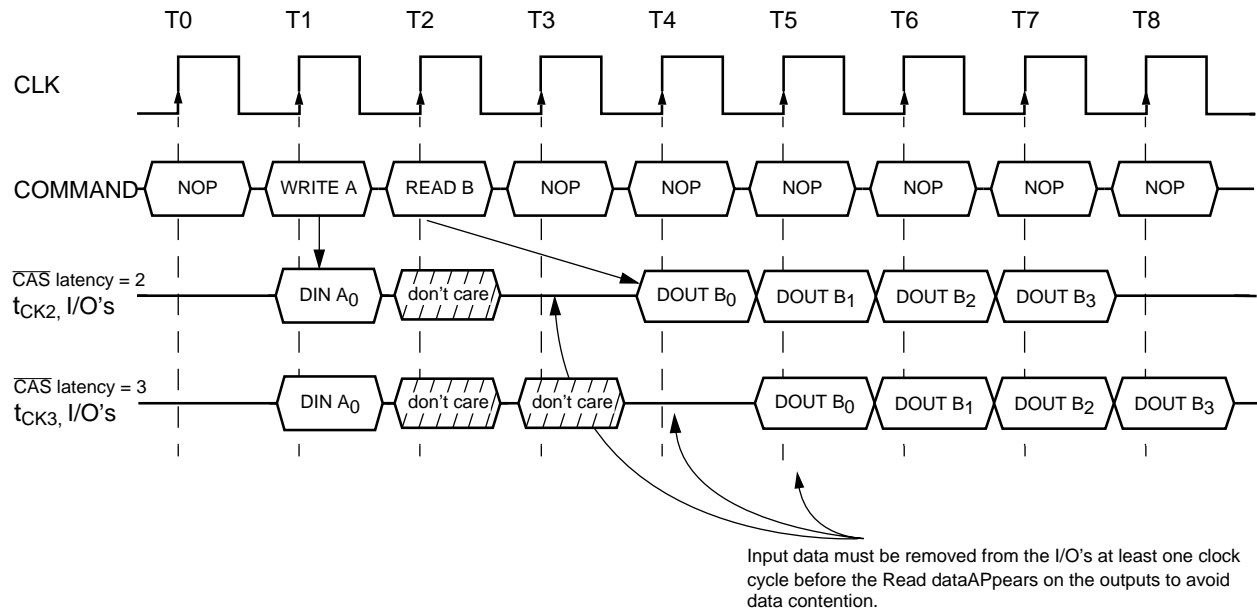 T0 T1 T2 T3 T4 T5 T6 T7 T8
CLK
COMMAND NOP WRITE A READ B NOP NOP NOP NOP NOP NOP
CAS latency = 2
tCK2, I/O's DIN A0 don't care DOUT B0 DOUT B1 DOUT B2 DOUT B3
CAS latency = 3
tCK3, I/O's DIN A0 don't care don't care DOUT B0 DOUT B1 DOUT B2 DOUT B3
Input data must be removed from the I/O's at least one clock
cycle before the Read dataAPpears on the outputs to avoid
data contention.